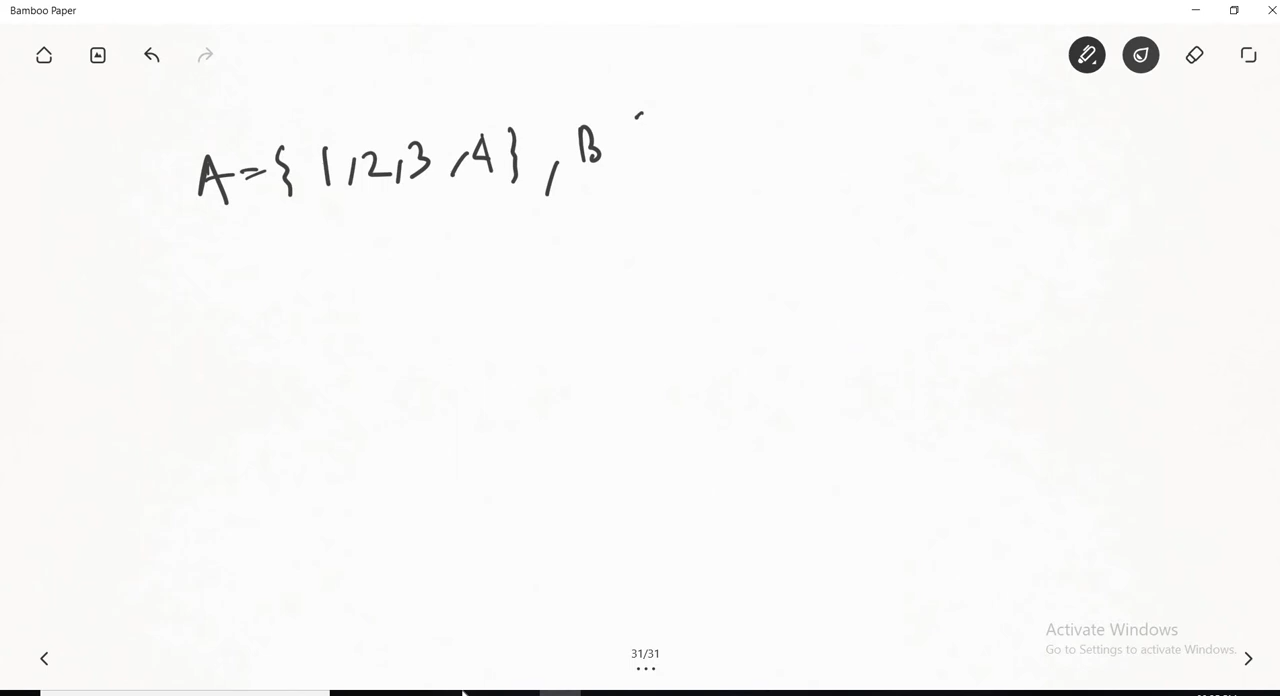 Bamboo Paper
A={1,2,3,4}, B
31/31
Activate Windows
Go to Settings to activate Windows.